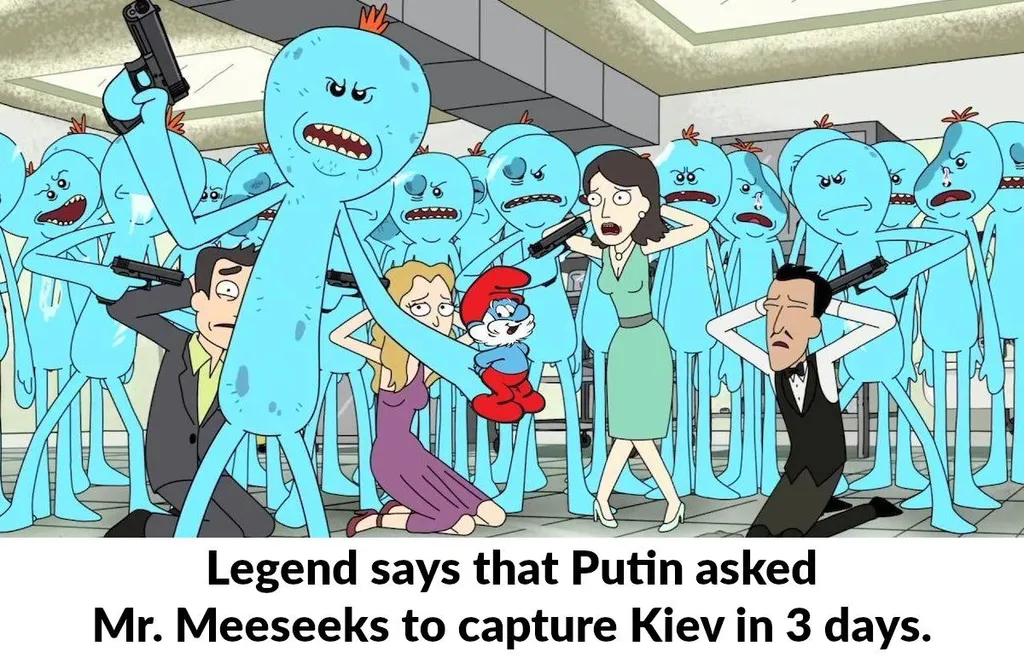 Legend says that Putin asked
Mr. Meeseeks to capture Kiev in 3 days.